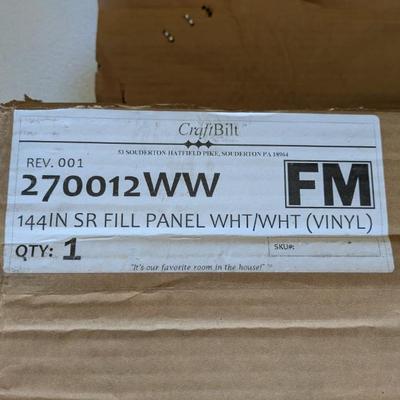 CraftBilt™
53 SOUDERTON HATFIELD PIKE, SOUDERTON PA 18964
REV. 001
270012WW
FM
144IN SR FILL PANEL WHT/WHT (VINYL)
QTY: 1
SKU#:
"It's our favorite room in the house!"